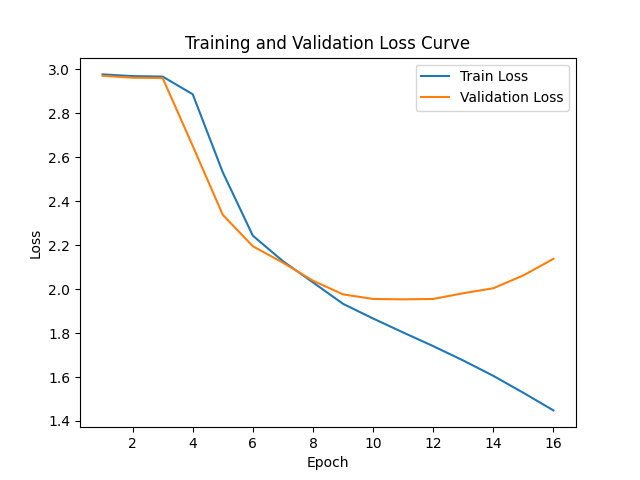 Training and Validation Loss Curve
Train Loss
Validation Loss
3.0
2.8
2.6
2.4
2.2
2.0
1.8
1.6
1.4
Loss
2 4 6 8 10 12 14 16
Epoch